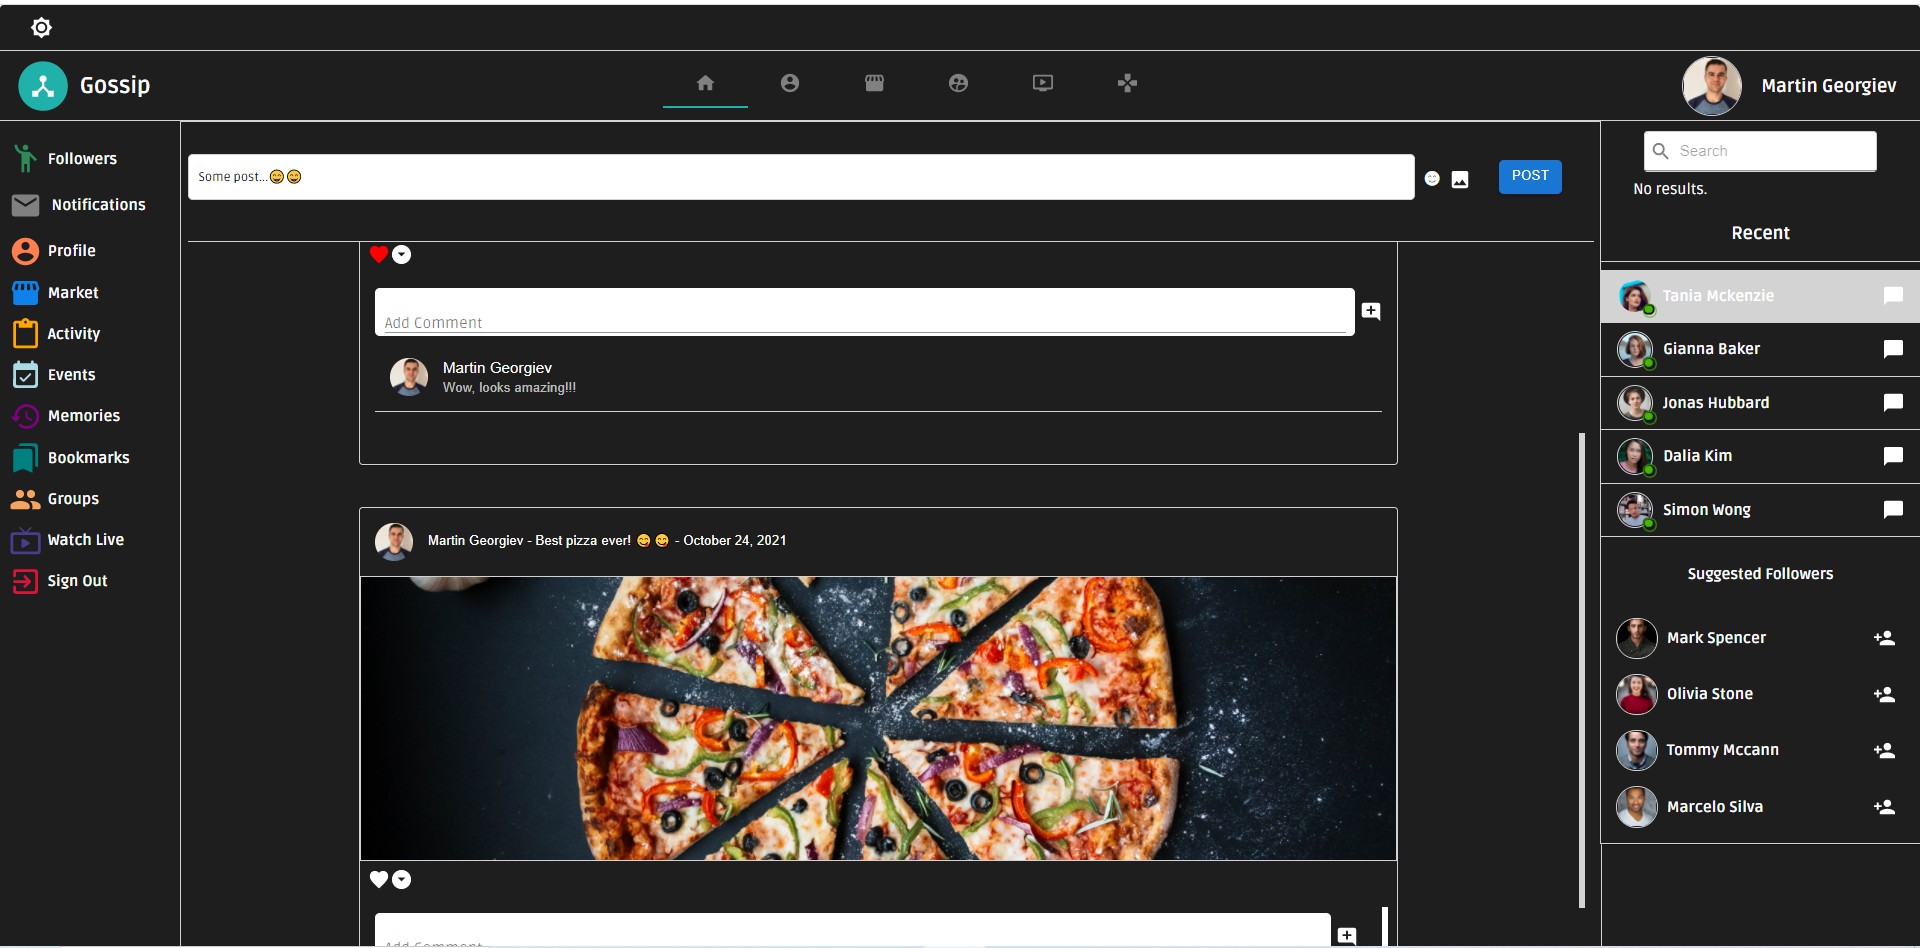 Gossip
Martin Georgiev
Followers
Notifications
Profile
Market
Activity
Events
Memories
Bookmarks
Groups
Watch Live
Sign Out
Some post...😄😄
POST
Add Comment
Martin Georgiev
Wow, looks amazing!!!
Martin Georgiev - Best pizza ever! 😋 😋 - October 24, 2021
Add Comment
Search
No results.
Recent
Tania Mckenzie
Gianna Baker
Jonas Hubbard
Dalia Kim
Simon Wong
Suggested Followers
Mark Spencer
Olivia Stone
Tommy Mccann
Marcelo Silva